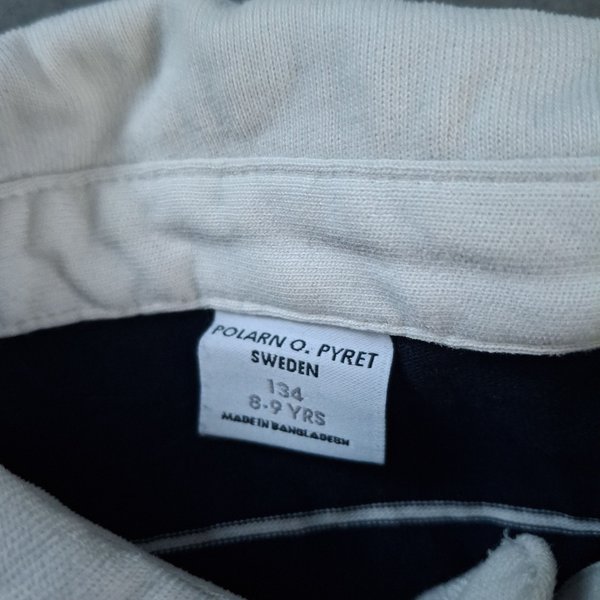 POLARN O. PYRET
SWEDEN
134
8-9 YRS
MADE IN BANGLADESH